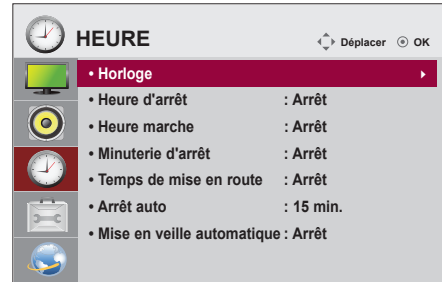 HEURE
Déplacer OK
• Horloge
• Heure d'arrêt : Arrêt
• Heure marche : Arrêt
• Minuterie d'arrêt : Arrêt
• Temps de mise en route : Arrêt
• Arrêt auto : 15 min.
• Mise en veille automatique : Arrêt